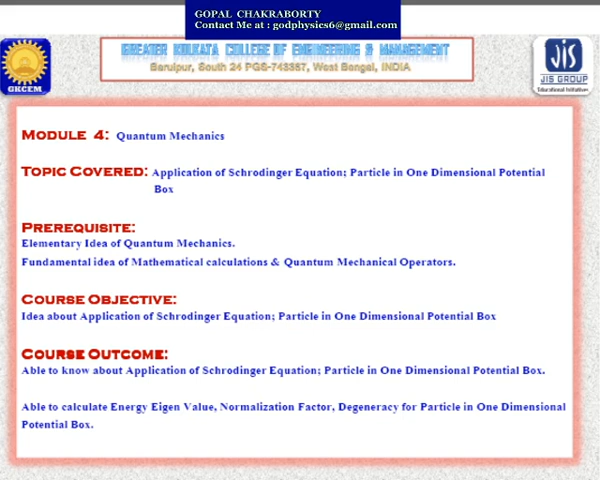 GOPAL CHAKRABORTY
Contact Me at : godphysics6@gmail.com
GREATER KOLKATA COLLEGE OF ENGINEERING & MANAGEMENT
Baruipur, South 24 PGS-743387, West Bengal, INDIA
GKCEM
JIS
JIS GROUP
Educational Initiatives
MODULE 4: Quantum Mechanics
TOPIC COVERED: Application of Schrodinger Equation; Particle in One Dimensional Potential
Box
PREREQUISITE:
Elementary Idea of Quantum Mechanics.
Fundamental idea of Mathematical calculations & Quantum Mechanical Operators.
COURSE OBJECTIVE:
Idea about Application of Schrodinger Equation; Particle in One Dimensional Potential Box
COURSE OUTCOME:
Able to know about Application of Schrodinger Equation; Particle in One Dimensional Potential Box.
Able to calculate Energy Eigen Value, Normalization Factor, Degeneracy for Particle in One Dimensional
Potential Box.